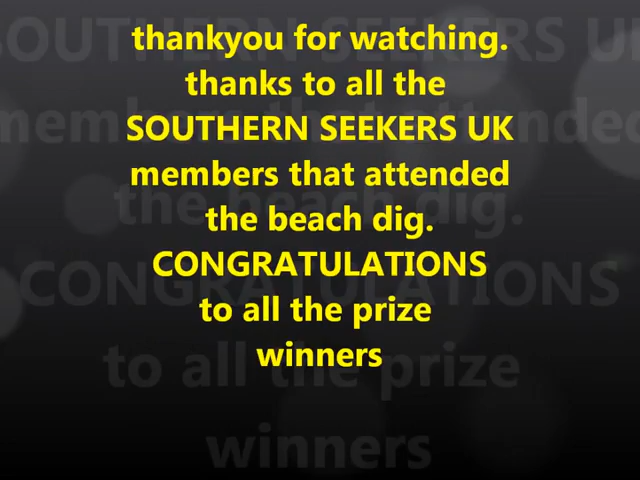 thankyou for watching.
thanks to all the
SOUTHERN SEEKERS UK
members that attended
the beach dig.
CONGRATULATIONS
to all the prize
winners